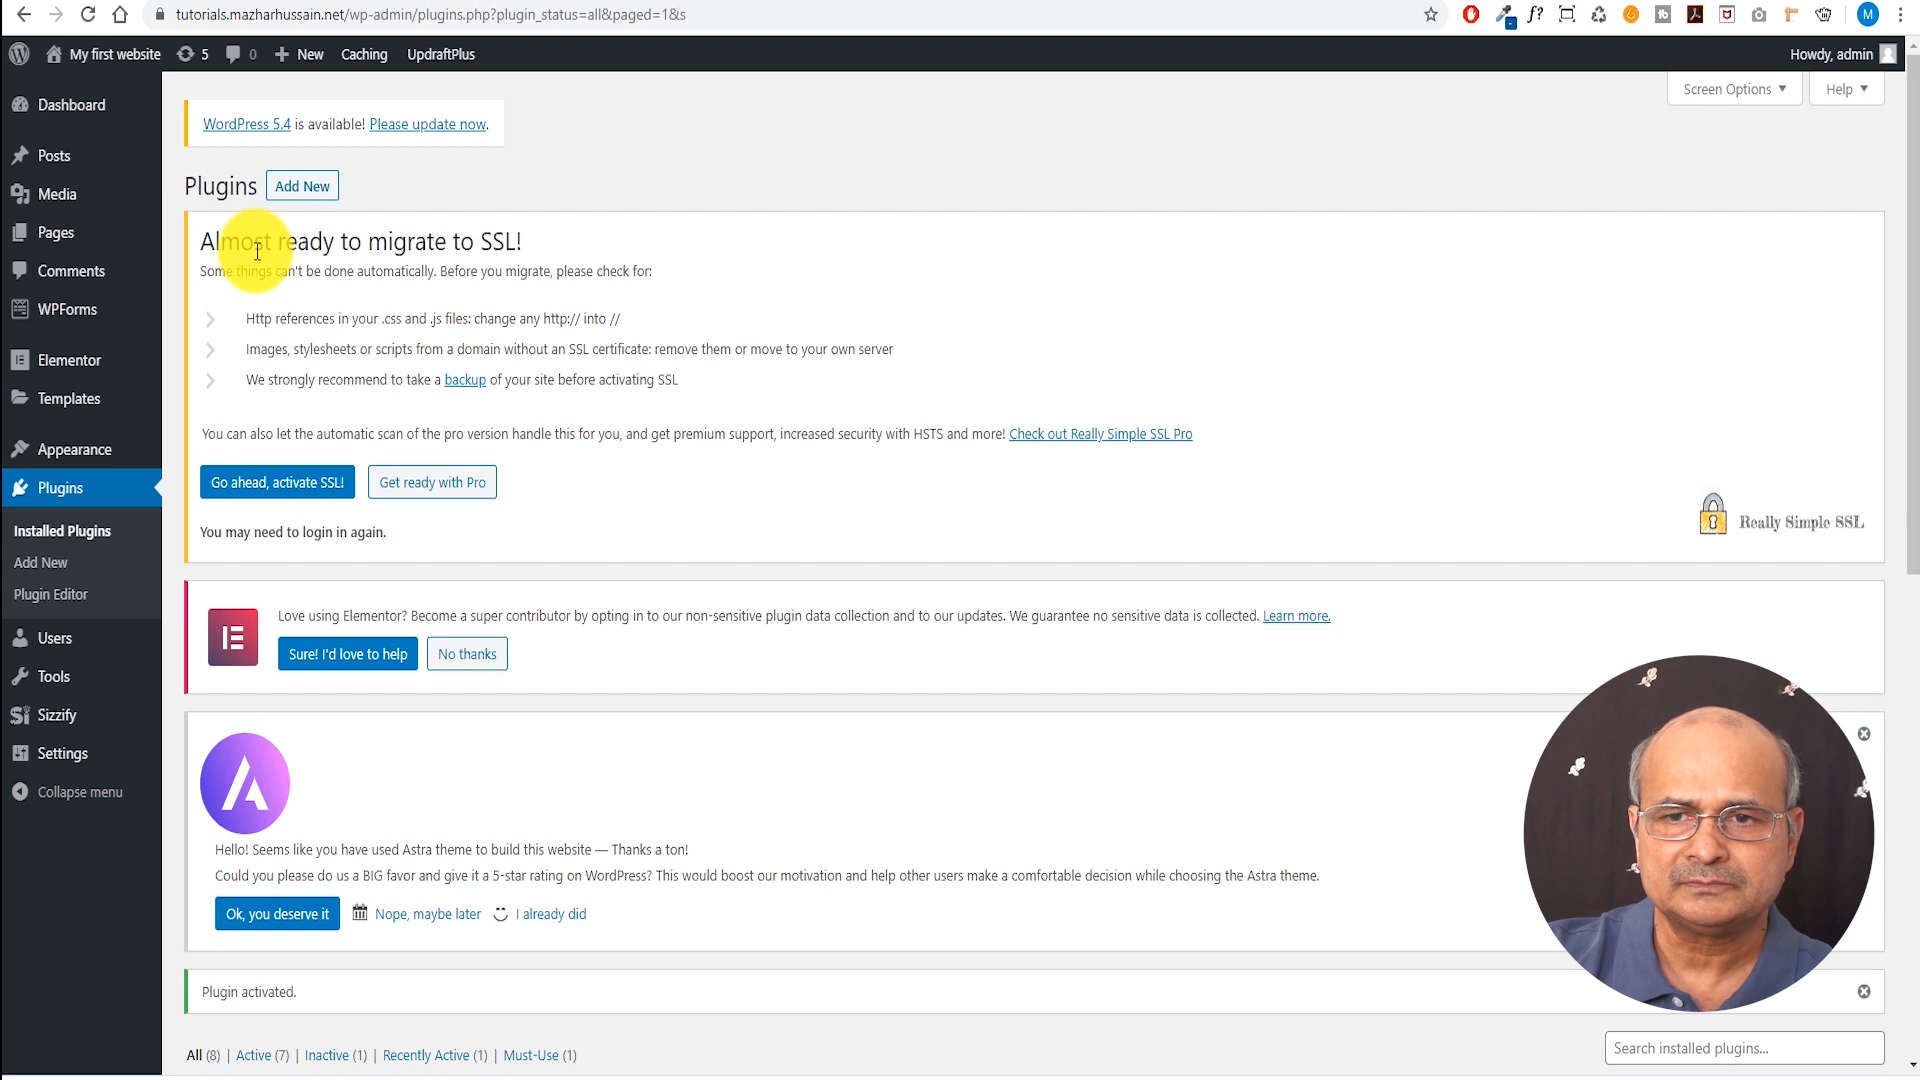 tutorials.mazharhussain.net/wp-admin/plugins.php?plugin_status=all&paged=1&s
M
My first website
5
0
New
Caching
UpdraftPlus
Howdy, admin
Dashboard
Posts
Media
Pages
Comments
WPForms
Elementor
Templates
Appearance
Plugins
Installed Plugins
Add New
Plugin Editor
Users
Tools
Sizzify
Settings
Collapse menu
Screen Options
Help
WordPress 5.4 is available! Please update now.
Plugins
Add New
Almost ready to migrate to SSL!
Some things can't be done automatically. Before you migrate, please check for:
Http references in your .css and .js files: change any http:// into //
Images, stylesheets or scripts from a domain without an SSL certificate: remove them or move to your own server
We strongly recommend to take a backup of your site before activating SSL
You can also let the automatic scan of the pro version handle this for you, and get premium support, increased security with HSTS and more! Check out Really Simple SSL Pro
Go ahead, activate SSL!
Get ready with Pro
You may need to login in again.
Really Simple SSL
Love using Elementor? Become a super contributor by opting in to our non-sensitive plugin data collection and to our updates. We guarantee no sensitive data is collected. Learn more.
Sure! I'd love to help
No thanks
Hello! Seems like you have used Astra theme to build this website — Thanks a ton!
Could you please do us a BIG favor and give it a 5-star rating on WordPress? This would boost our motivation and help other users make a comfortable decision while choosing the Astra theme.
Ok, you deserve it
Nope, maybe later
I already did
Plugin activated.
All (8) | Active (7) | Inactive (1) | Recently Active (1) | Must-Use (1)
Search installed plugins...